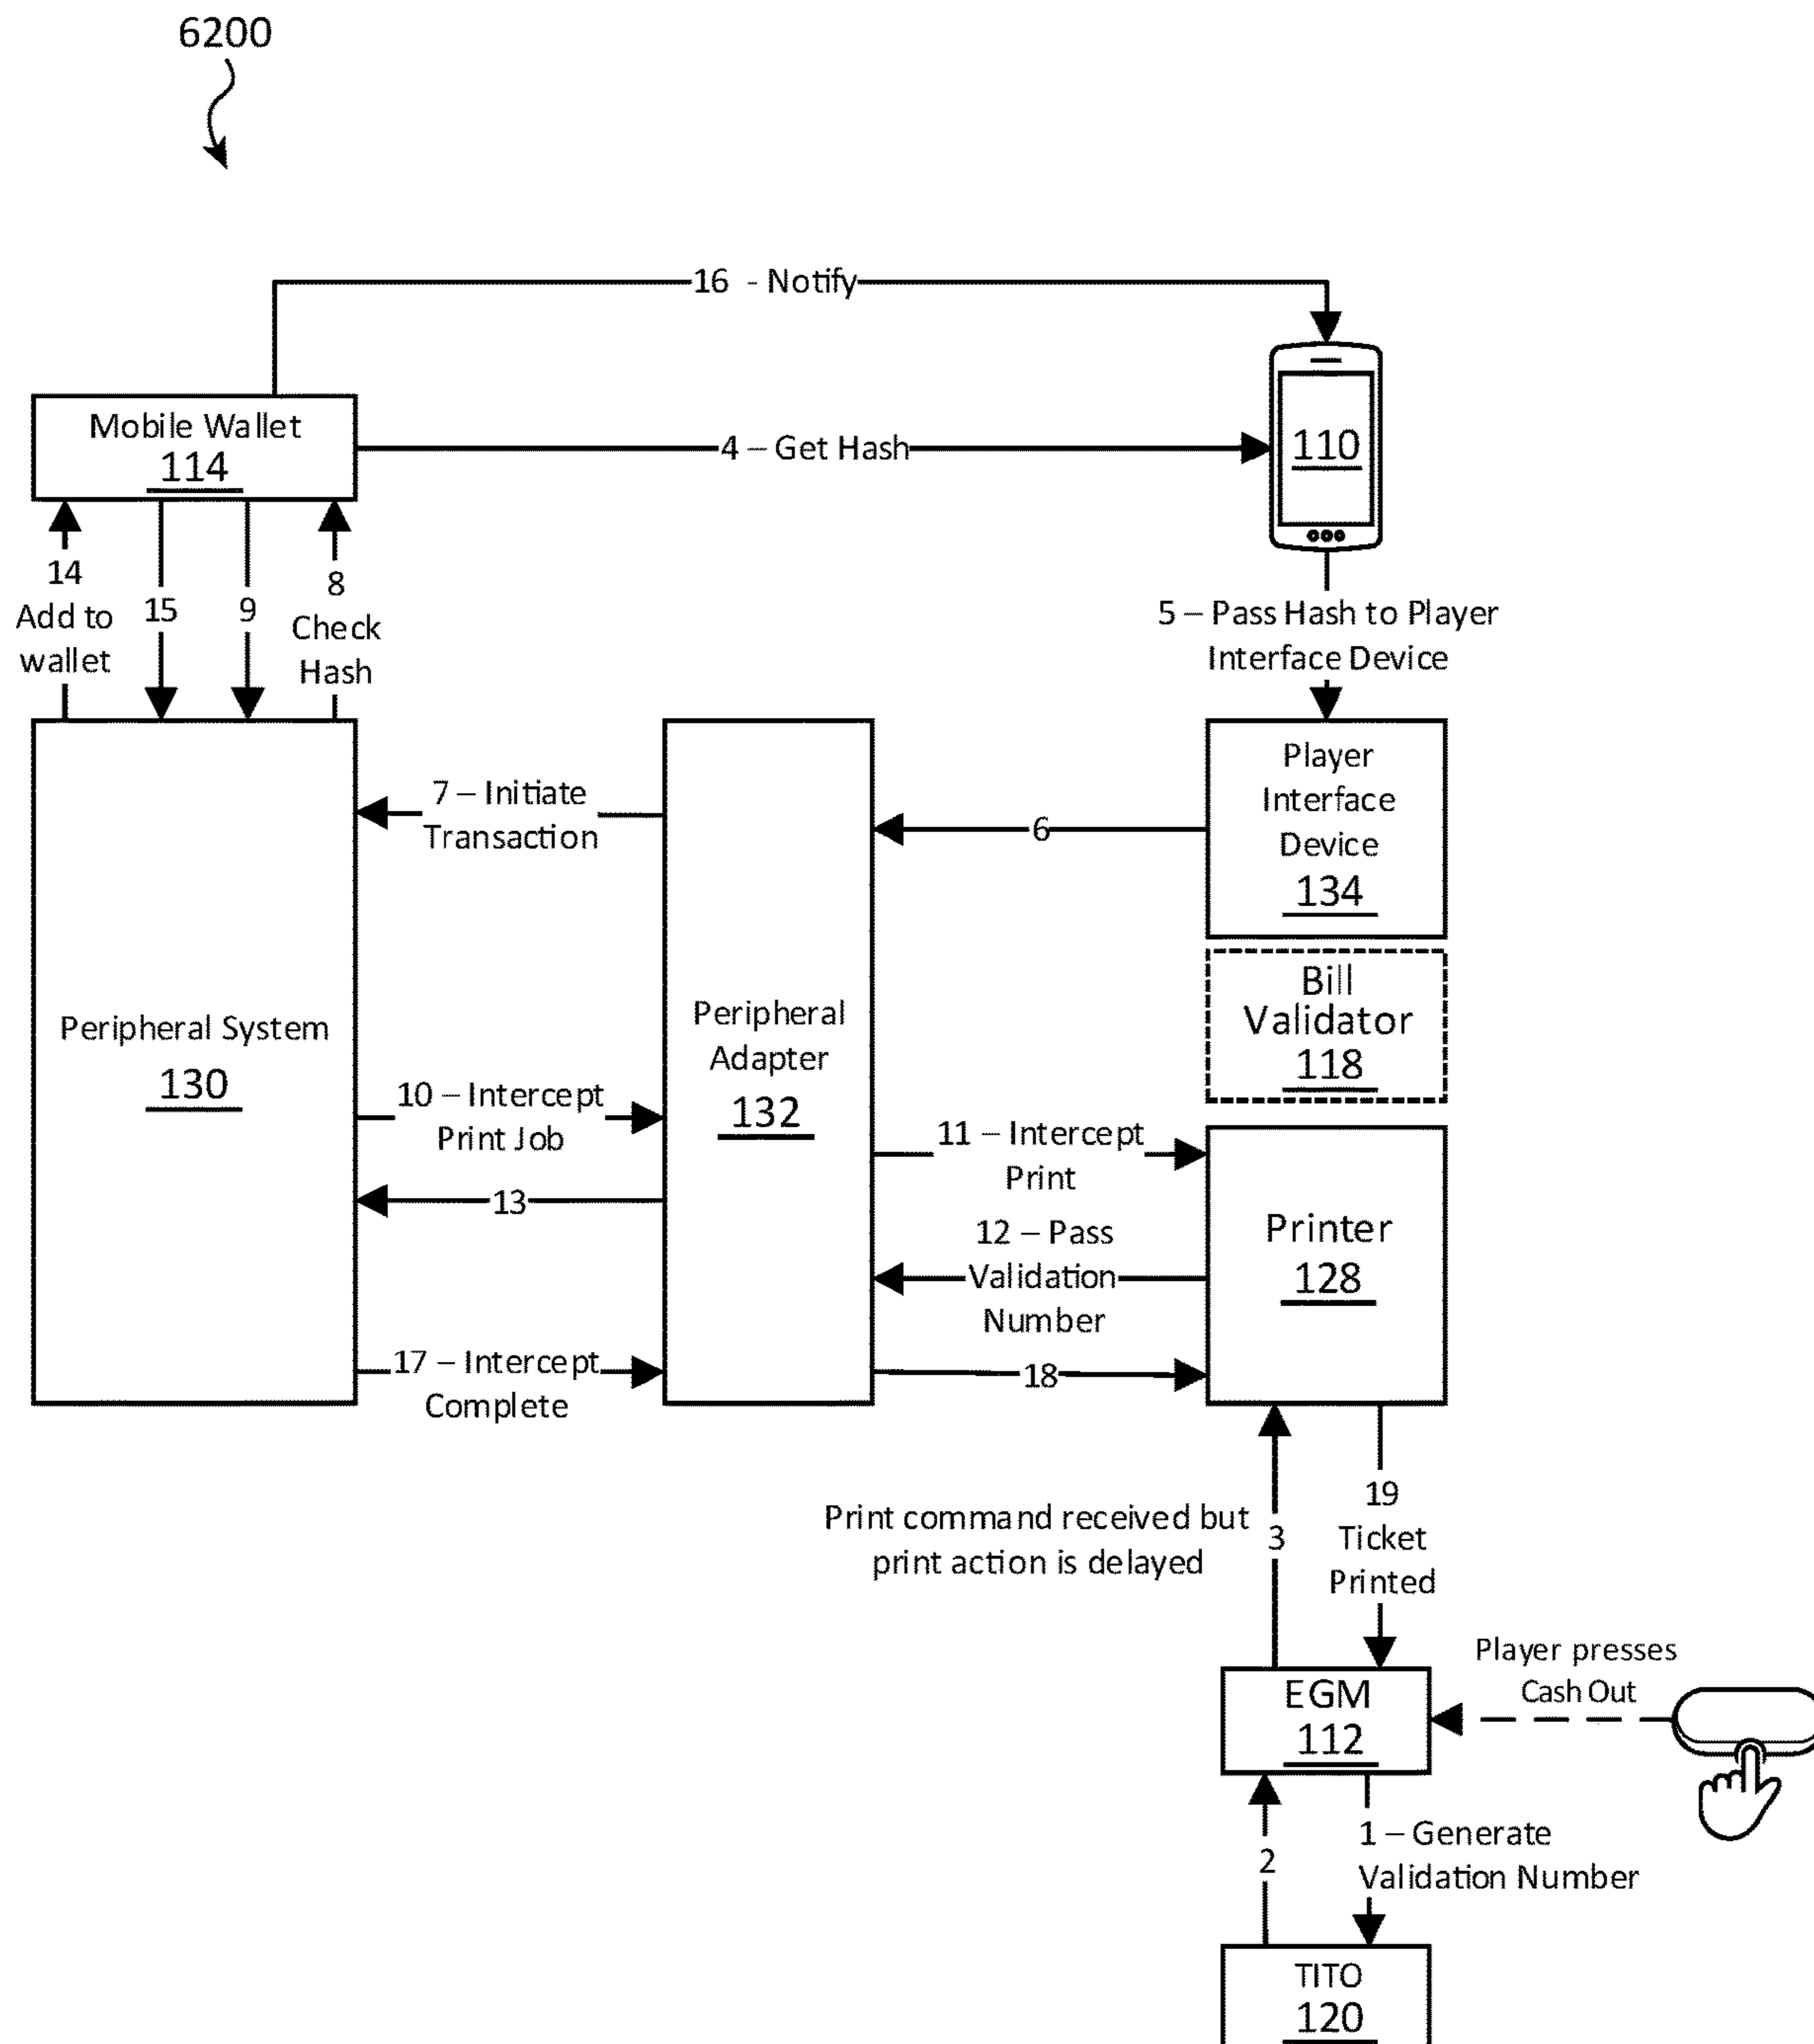 6200
16 - Notify
Mobile Wallet
114
4 – Get Hash
110
14
Add to
wallet
15
9
8
Check
Hash
5 – Pass Hash to Player
Interface Device
Player
Interface
Device
134
7 – Initiate
Transaction
6
Bill
Validator
118
Peripheral System
130
Peripheral
Adapter
132
10 – Intercept
Print Job
11 – Intercept
Print
13
12 – Pass
Validation
Number
Printer
128
17 – Intercept
Complete
18
Print command received but
print action is delayed
3
19
Ticket
Printed
Player presses
Cash Out
EGM
112
1 – Generate
Validation Number
2
TITO
120